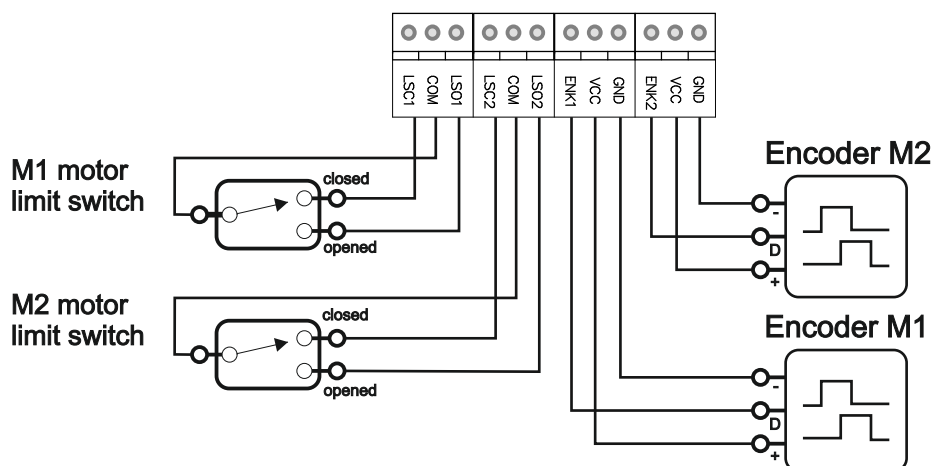 LSC1 COM LSO1 LSC2 COM LSO2 ENK1 VCC GND ENK2 VCC GND
Encoder M2
M1 motor
limit switch
closed
opened
-
D
+
M2 motor
limit switch
closed
opened
Encoder M1
-
D
+